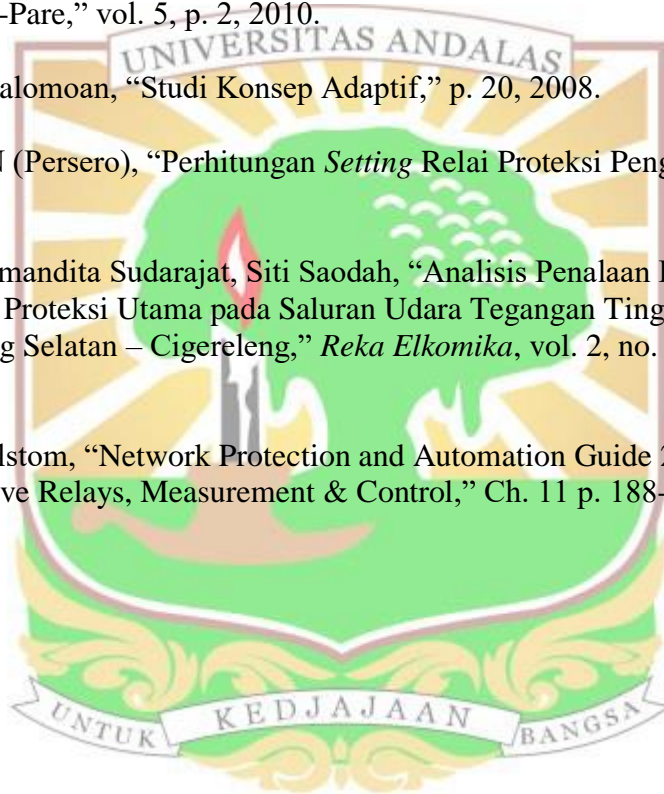 -Pare,” vol. 5, p. 2, 2010.
UNIVERSITAS ANDALAS
alomoan, “Studi Konsep Adaptif,” p. 20, 2008.
(Persero), “Perhitungan Setting Relai Proteksi Peng
mandita Sudarajat, Siti Saodah, “Analisis Penalaan
Proteksi Utama pada Saluran Udara Tegangan Ting
g Selatan – Cigereleng,” Reka Elkomika, vol. 2, no.
lstom, “Network Protection and Automation Guide
ve Relays, Measurement & Control,” Ch. 11 p. 188-
UNTUK KEDJAJAAN BANGSA